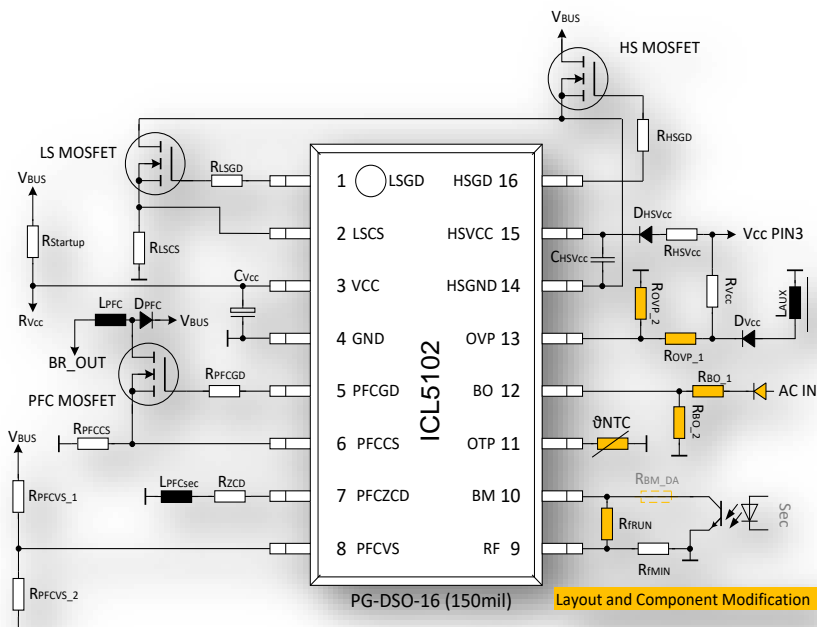 VBUS
HS MOSFET
RHSGD
LS MOSFET
RLSGD
VBUS
RStartup
RLSCS
1 LSGD
HSGD 16
2 LSCS
HSVCC 15
DHSVcc
RHSVcc
Vcc PIN3
CHSVcc
CVcc
3 VCC
HSGND 14
RVcc
LAUX
RVcc
LPFC
DPFC
VBUS
ROVP_2
4 GND
OVP 13
DVcc
ROVP_1
BR_OUT
PFC MOSFET
RPFCGD
5 PFCGD
BO 12
RBO_1
AC IN
RBO_2
RPFCCS
6 PFCCS
OTP 11
ϑNTC
VBUS
LPFCsec
RZCD
7 PFCZCD
BM 10
RBM_DA
Sec
RPFCVS_1
RfRUN
8 PFCVS
RF 9
RfMIN
RPFCVS_2
ICL5102
PG-DSO-16 (150mil)
Layout and Component Modification